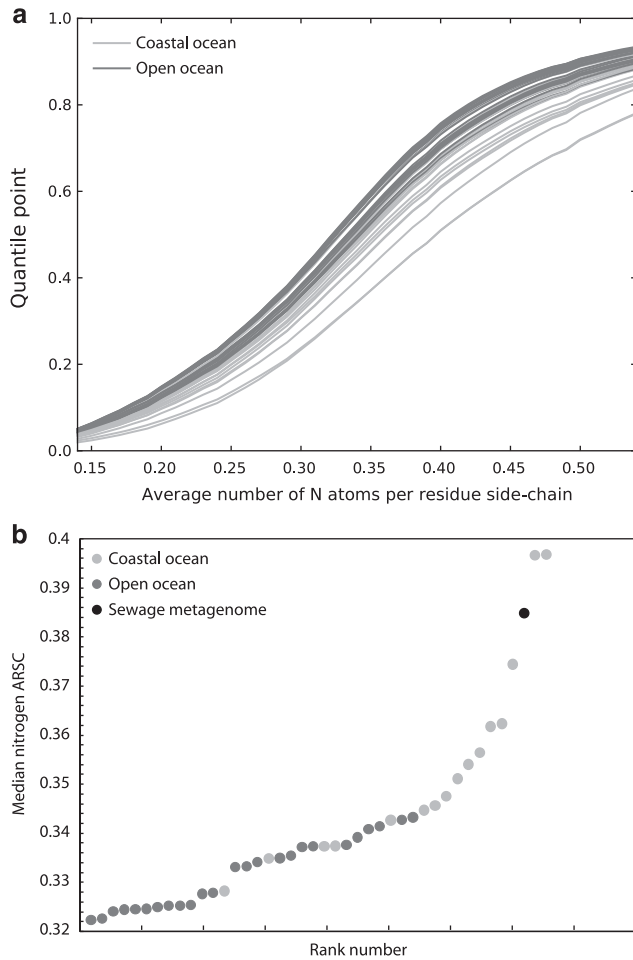 a
Coastal ocean
Open ocean
1.0
0.8
0.6
0.4
0.2
0.0
Quantile point
0.15 0.20 0.25 0.30 0.35 0.40 0.45 0.50
Average number of N atoms per residue side-chain
b
Coastal ocean
Open ocean
Sewage metagenome
0.4
0.39
0.38
0.37
0.36
0.35
0.34
0.33
0.32
Median nitrogen ARSC
Rank number